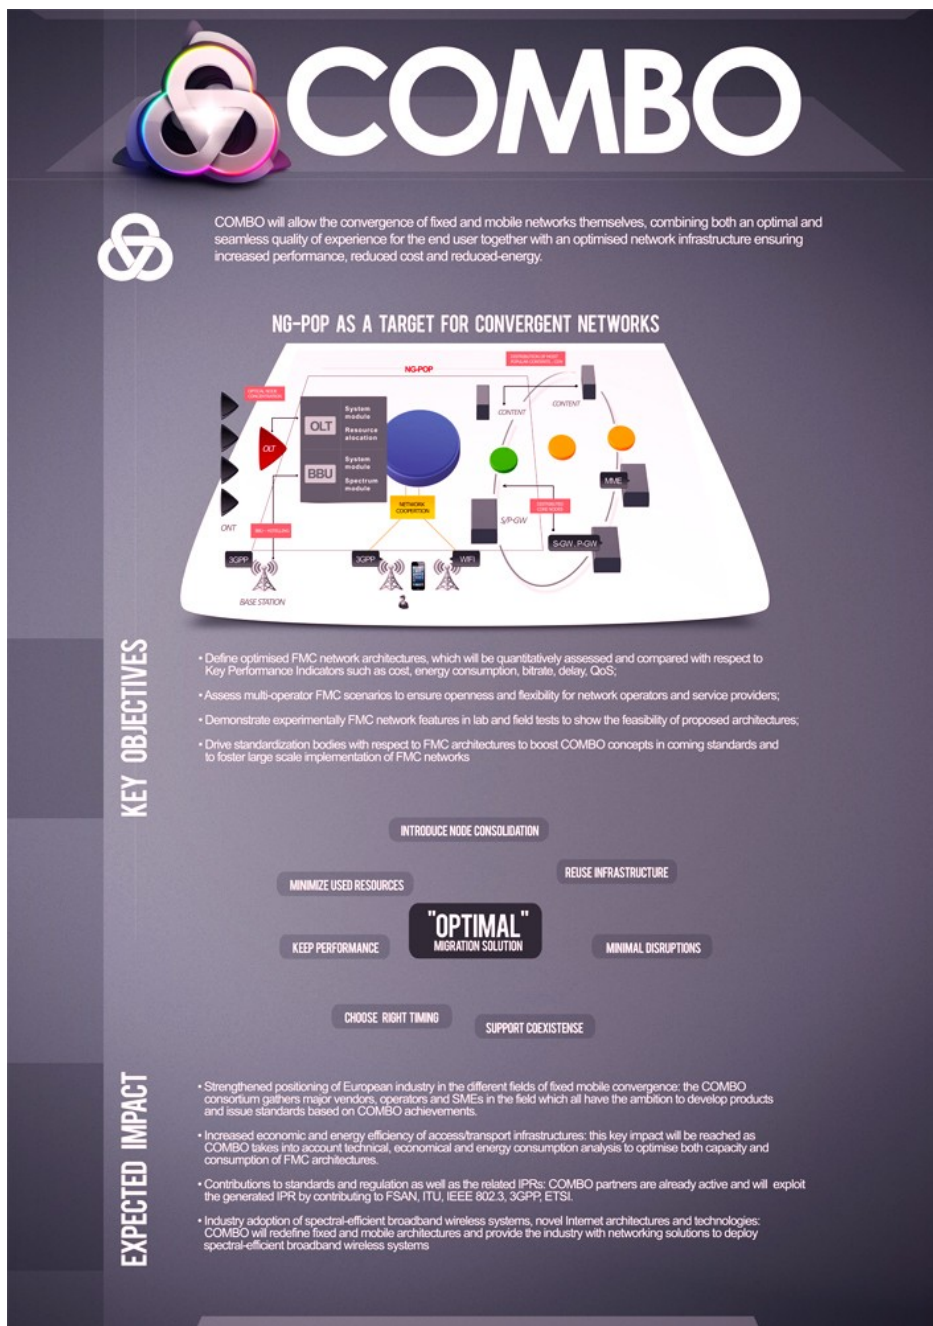 COMBO
COMBO will allow the convergence of fixed and mobile networks themselves, combining both an optimal and
seamless quality of experience for the end user together with an optimised network infrastructure ensuring
increased performance, reduced cost and reduced-energy.
NG-POP AS A TARGET FOR CONVERGENT NETWORKS
NG-POP
DISTRIBUTION OF MOST
POPULAR CONTENTS
OPTICAL NODE
CONCENTRATION
CONTENT
CONTENT
OLT
OLT
System
module
Resource
alocation
BBU
System
module
Spectrum
module
MME
NETWORK
COOPERTION
DISTRIBUTED
CORE NODES
ONT
S/P-GW
S-GW, P-GW
3GPP
3GPP
WIFI
BASE STATION
KEY OBJECTIVES
• Define optimised FMC network architectures, which will be quantitatively assessed and compared with respect to
Key Performance Indicators such as cost, energy consumption, bitrate, delay, QoS;
• Assess multi-operator FMC scenarios to ensure openness and flexibility for network operators and service providers;
• Demonstrate experimentally FMC network features in lab and field tests to show the feasibility of proposed architectures;
• Drive standardization bodies with respect to FMC architectures to boost COMBO concepts in coming standards and
to foster large scale implementation of FMC networks
INTRODUCE NODE CONSOLIDATION
REUSE INFRASTRUCTURE
MINIMIZE USED RESOURCES
"OPTIMAL"
MIGRATION SOLUTION
KEEP PERFORMANCE
MINIMAL DISRUPTIONS
CHOOSE RIGHT TIMING
SUPPORT COEXISTENSE
EXPECTED IMPACT
• Strengthened positioning of European industry in the different fields of fixed mobile convergence: the COMBO
consortium gathers major vendors, operators and SMEs in the field which all have the ambition to develop products
and issue standards based on COMBO achievements.
• Increased economic and energy efficiency of access/transport infrastructures: this key impact will be reached as
COMBO takes into account technical, economical and energy consumption analysis to optimise both capacity and
consumption of FMC architectures.
• Contributions to standards and regulation as well as the related IPRs: COMBO partners are already active and will exploit
the generated IPR by contributing to FSAN, ITU, IEEE 802.3, 3GPP, ETSI.
• Industry adoption of spectral-efficient broadband wireless systems, novel Internet architectures and technologies:
COMBO will redefine fixed and mobile architectures and provide the industry with networking solutions to deploy
spectral-efficient broadband wireless systems